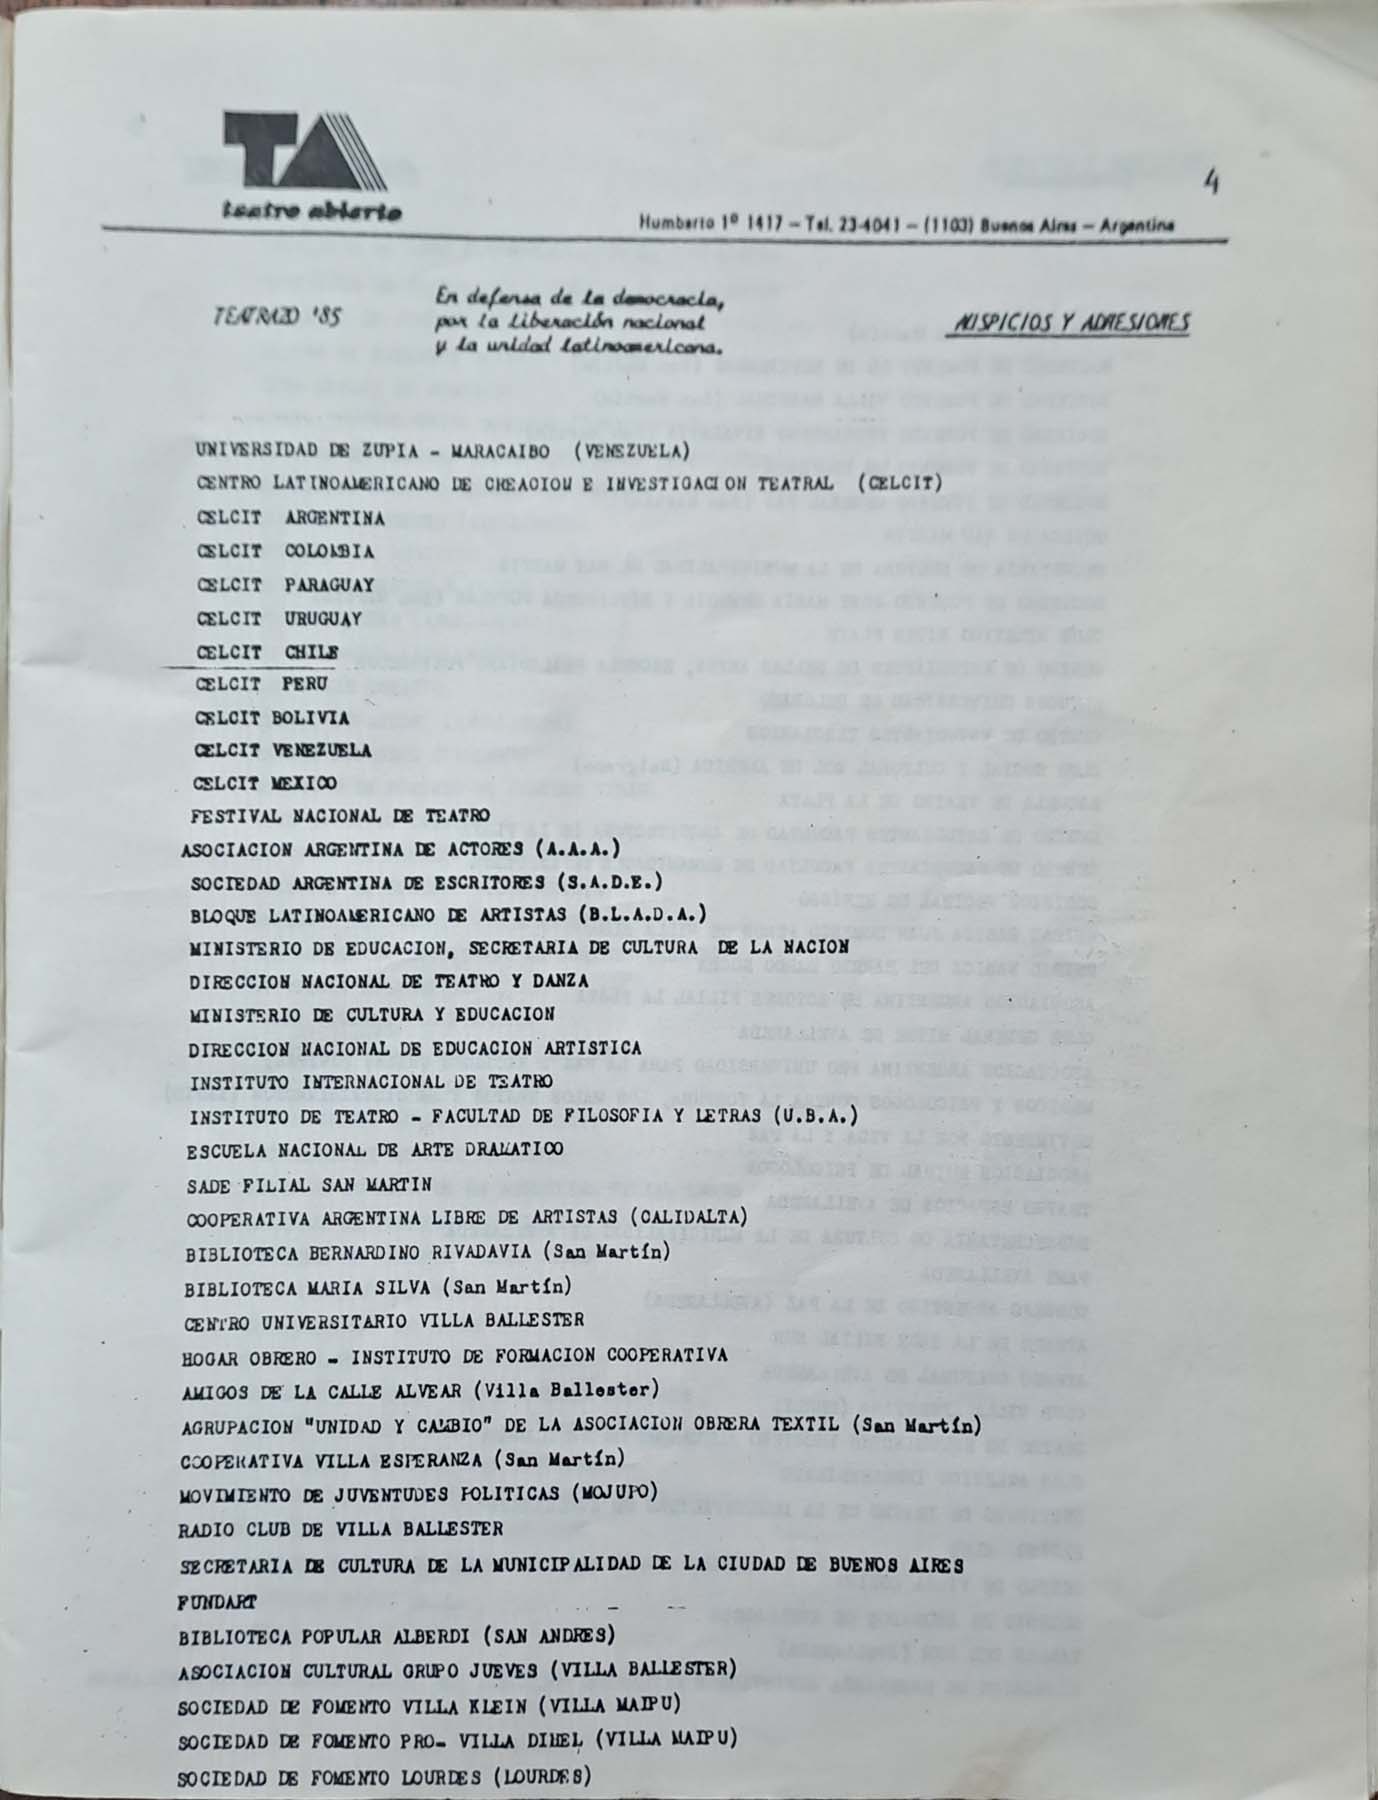 TA
teatro abierto
4
Humberto 1º 1417 – Tel. 23-4041 – (1103) Buenos Aires – Argentina
TEATRAZO '85
En defensa de la democracia,
por la liberación nacional
y la unidad latinoamericana.
AUSPICIOS Y ADHESIONES
UNIVERSIDAD DE ZUPIA - MARACAIBO (VENEZUELA)
CENTRO LATINOAMERICANO DE CREACION E INVESTIGACION TEATRAL (CELCIT)
CELCIT ARGENTINA
CELCIT COLOMBIA
CELCIT PARAGUAY
CELCIT URUGUAY
CELCIT CHILE
CELCIT PERU
CELCIT BOLIVIA
CELCIT VENEZUELA
CELCIT MEXICO
FESTIVAL NACIONAL DE TEATRO
ASOCIACION ARGENTINA DE ACTORES (A.A.A.)
SOCIEDAD ARGENTINA DE ESCRITORES (S.A.D.E.)
BLOQUE LATINOAMERICANO DE ARTISTAS (B.L.A.D.A.)
MINISTERIO DE EDUCACION, SECRETARIA DE CULTURA DE LA NACION
DIRECCION NACIONAL DE TEATRO Y DANZA
MINISTERIO DE CULTURA Y EDUCACION
DIRECCION NACIONAL DE EDUCACION ARTISTICA
INSTITUTO INTERNACIONAL DE TEATRO
INSTITUTO DE TEATRO - FACULTAD DE FILOSOFIA Y LETRAS (U.B.A.)
ESCUELA NACIONAL DE ARTE DRAMATICO
SADE FILIAL SAN MARTIN
COOPERATIVA ARGENTINA LIBRE DE ARTISTAS (CALIDALTA)
BIBLIOTECA BERNARDINO RIVADAVIA (San Martín)
BIBLIOTECA MARIA SILVA (San Martín)
CENTRO UNIVERSITARIO VILLA BALLESTER
HOGAR OBRERO - INSTITUTO DE FORMACION COOPERATIVA
AMIGOS DE LA CALLE ALVEAR (Villa Ballester)
AGRUPACION "UNIDAD Y CAMBIO" DE LA ASOCIACION OBRERA TEXTIL (San Martín)
COOPERATIVA VILLA ESPERANZA (San Martín)
MOVIMIENTO DE JUVENTUDES POLITICAS (MOJUPO)
RADIO CLUB DE VILLA BALLESTER
SECRETARIA DE CULTURA DE LA MUNICIPALIDAD DE LA CIUDAD DE BUENOS AIRES
FUNDART
BIBLIOTECA POPULAR ALBERDI (SAN ANDRES)
ASOCIACION CULTURAL GRUPO JUEVES (VILLA BALLESTER)
SOCIEDAD DE FOMENTO VILLA KLEIN (VILLA MAIPU)
SOCIEDAD DE FOMENTO PRO- VILLA DIHEL (VILLA MAIPU)
SOCIEDAD DE FOMENTO LOURDES (LOURDES)